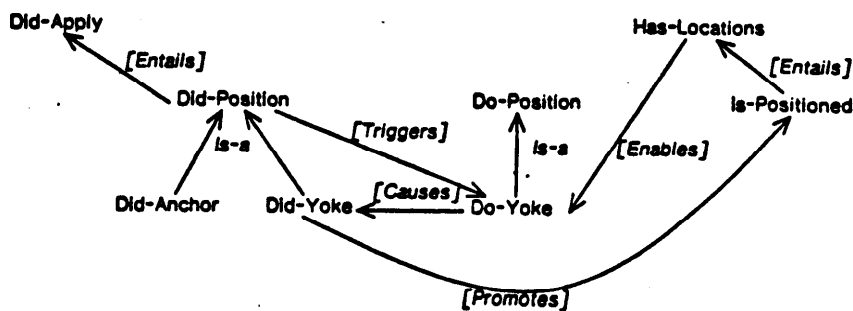 Did-Apply
Has-Locations
[Entails]
[Entails]
Did-Position
Do-Position
Is-Positioned
[Triggers]
Is-a
Is-a
[Enables]
[Causes]
Did-Anchor
Did-Yoke
Do-Yoke
[Promotes]